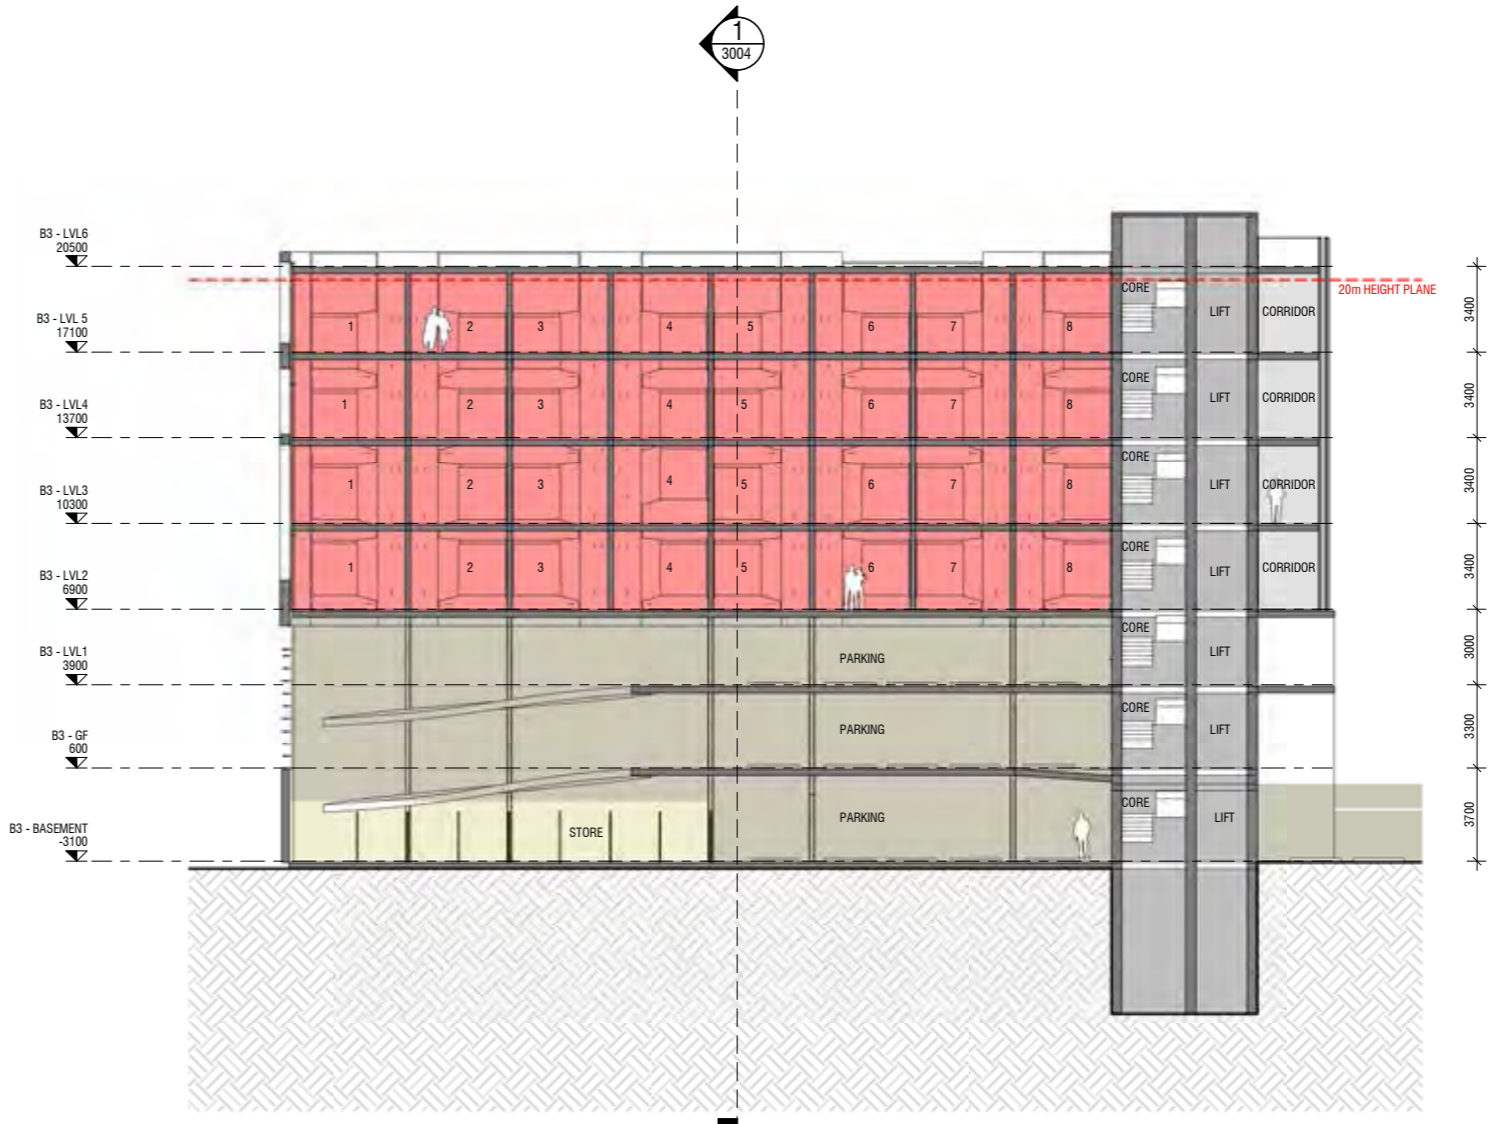 1
3004
B3 - LVL6
20500
20m HEIGHT PLANE
CORE
B3 - LVL 5
17100
1
2
3
4
5
6
7
8
LIFT
CORRIDOR
3400
CORE
B3 - LVL4
13700
1
2
3
4
5
6
7
8
LIFT
CORRIDOR
3400
CORE
B3 - LVL3
10300
1
2
3
4
5
6
7
8
LIFT
CORRIDOR
3400
CORE
B3 - LVL2
6900
1
2
3
4
5
6
7
8
LIFT
CORRIDOR
3400
CORE
B3 - LVL1
3900
PARKING
LIFT
3000
CORE
B3 - GF
600
PARKING
LIFT
3300
CORE
B3 - BASEMENT
-3100
STORE
PARKING
LIFT
3700